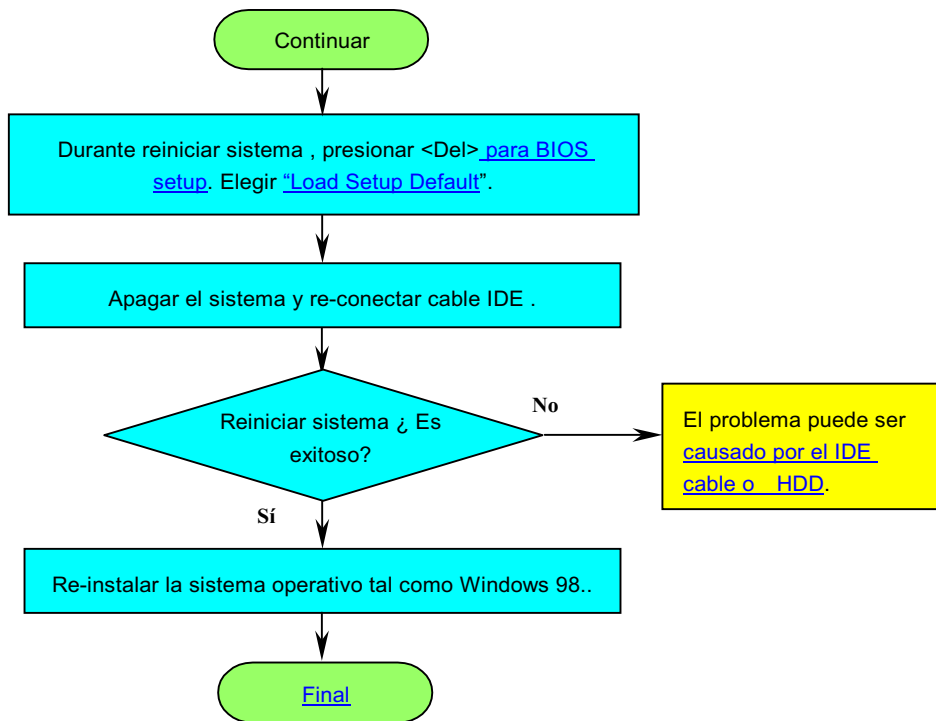 Continuar
Durante reiniciar sistema , presionar <Del> para BIOS
setup. Elegir “Load Setup Default”.
Apagar el sistema y re-conectar cable IDE .
Reiniciar sistema ¿ Es
exitoso?
No
El problema puede ser
causado por el IDE
cable o HDD.
Sí
Re-instalar la sistema operativo tal como Windows 98..
Final